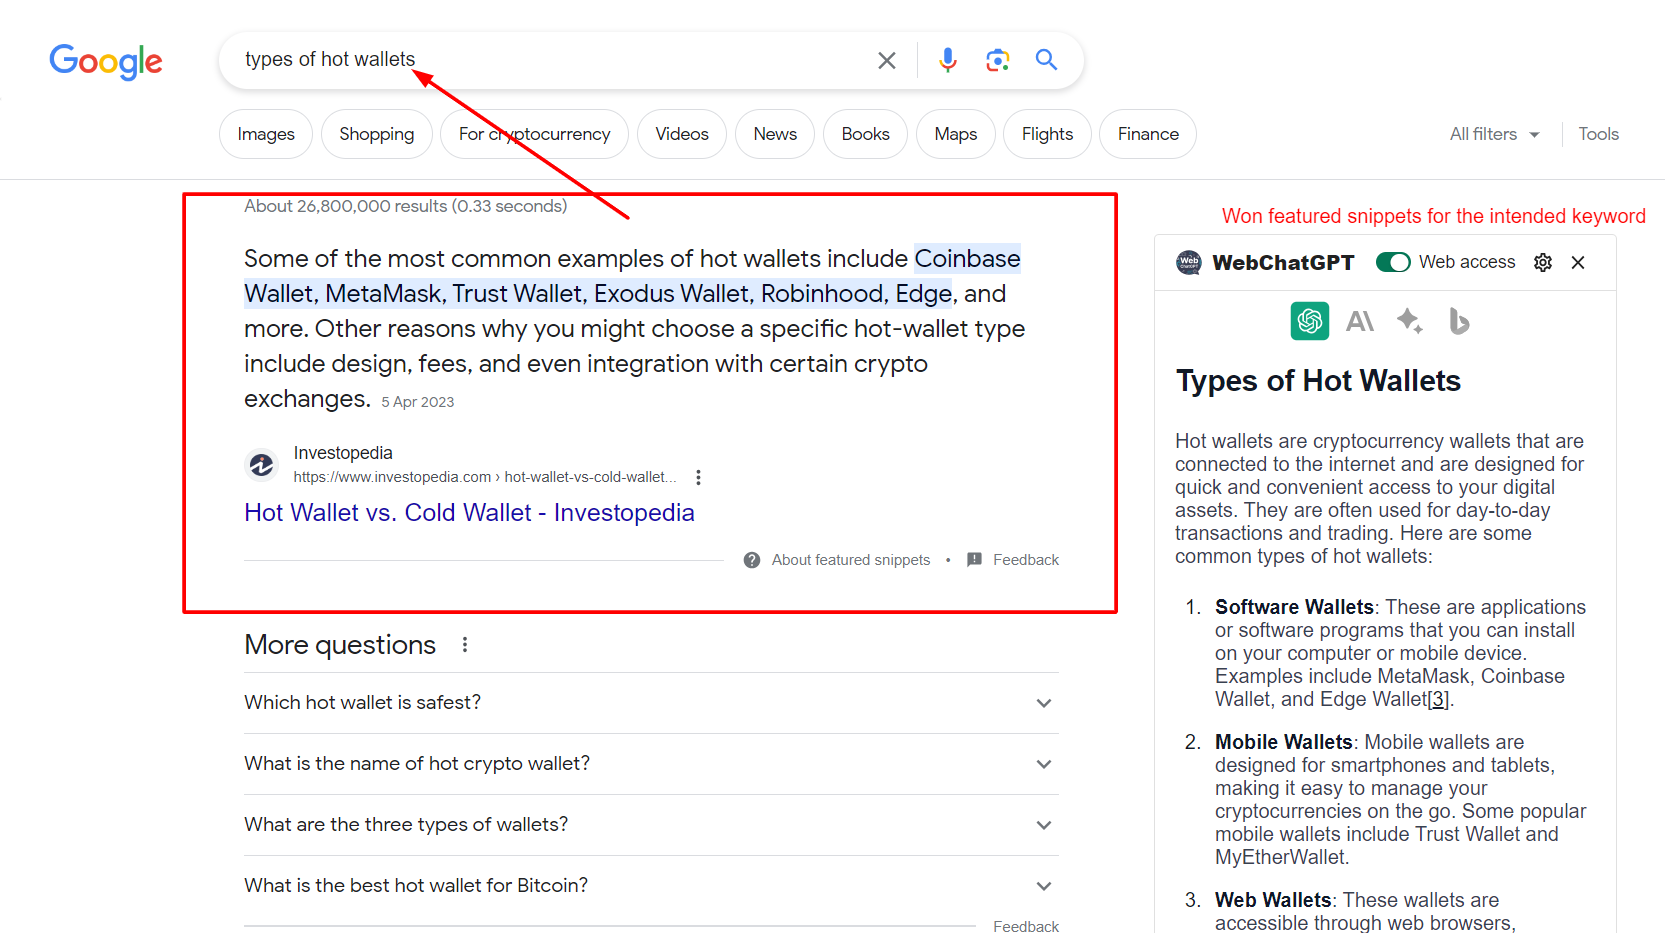 Google
types of hot wallets
Images
Shopping
For cryptocurrency
Videos
News
Books
Maps
Flights
Finance
All filters
Tools
About 26,800,000 results (0.33 seconds)
Some of the most common examples of hot wallets include Coinbase
Wallet, MetaMask, Trust Wallet, Exodus Wallet, Robinhood, Edge, and
more. Other reasons why you might choose a specific hot-wallet type
include design, fees, and even integration with certain crypto
exchanges. 5 Apr 2023
Investopedia
https://www.investopedia.com › hot-wallet-vs-cold-wallet...
Hot Wallet vs. Cold Wallet - Investopedia
About featured snippets • Feedback
More questions
Which hot wallet is safest?
What is the name of hot crypto wallet?
What are the three types of wallets?
What is the best hot wallet for Bitcoin?
Feedback
Won featured snippets for the intended keyword
WebChatGPT
Web access
Types of Hot Wallets
Hot wallets are cryptocurrency wallets that are
connected to the internet and are designed for
quick and convenient access to your digital
assets. They are often used for day-to-day
transactions and trading. Here are some
common types of hot wallets:
1. Software Wallets: These are applications
or software programs that you can install
on your computer or mobile device.
Examples include MetaMask, Coinbase
Wallet, and Edge Wallet[3].
2. Mobile Wallets: Mobile wallets are
designed for smartphones and tablets,
making it easy to manage your
cryptocurrencies on the go. Some popular
mobile wallets include Trust Wallet and
MyEtherWallet.
3. Web Wallets: These wallets are
accessible through web browsers,